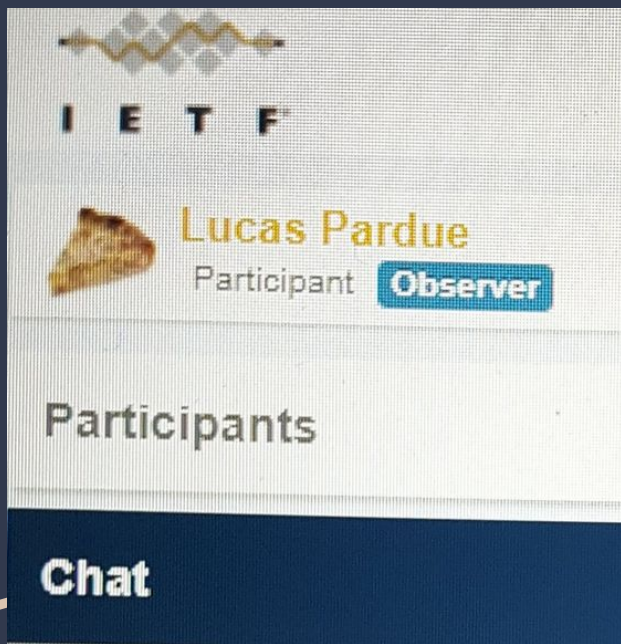 I E T F
Lucas Pardue
Participant Observer
Participants
Chat